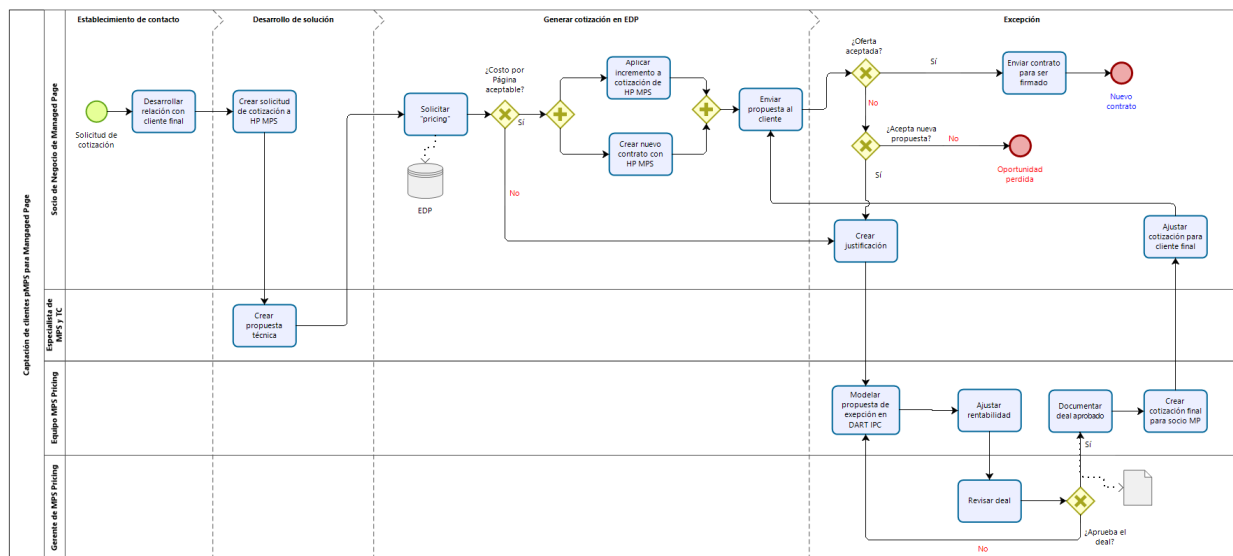 Establecimiento de contacto
Desarrollo de solución
Generar cotización en EDP
Excepción
Captación de clientes pMPS para Mangaged Page
Socio de Negocio de Managed Page
Solicitud de
cotización
Desarrollar
relación con
cliente final
Crear solicitud
de cotización a
HP MPS
Solicitar
"pricing"
EDP
¿Costo por
Página
aceptable?
Sí
No
Aplicar
incremento a
cotización de
HP MPS
Crear nuevo
contrato con
HP MPS
Enviar
propuesta al
cliente
¿Oferta
aceptada?
Sí
No
Enviar contrato
para ser
firmado
Nuevo
contrato
¿Acepta nueva
propuesta?
No
Sí
Oportunidad
perdida
Crear
justificación
Ajustar
cotización para
cliente final
Especialista de
MPS y TC
Crear
propuesta
técnica
Equipo MPS Pricing
Modelar
propuesta de
exepción en
DART IPC
Ajustar
rentabilidad
Documentar
deal aprobado
Crear
cotización final
para socio MP
Gerente de MPS Pricing
Revisar deal
Sí
¿Aprueba el
deal?
No